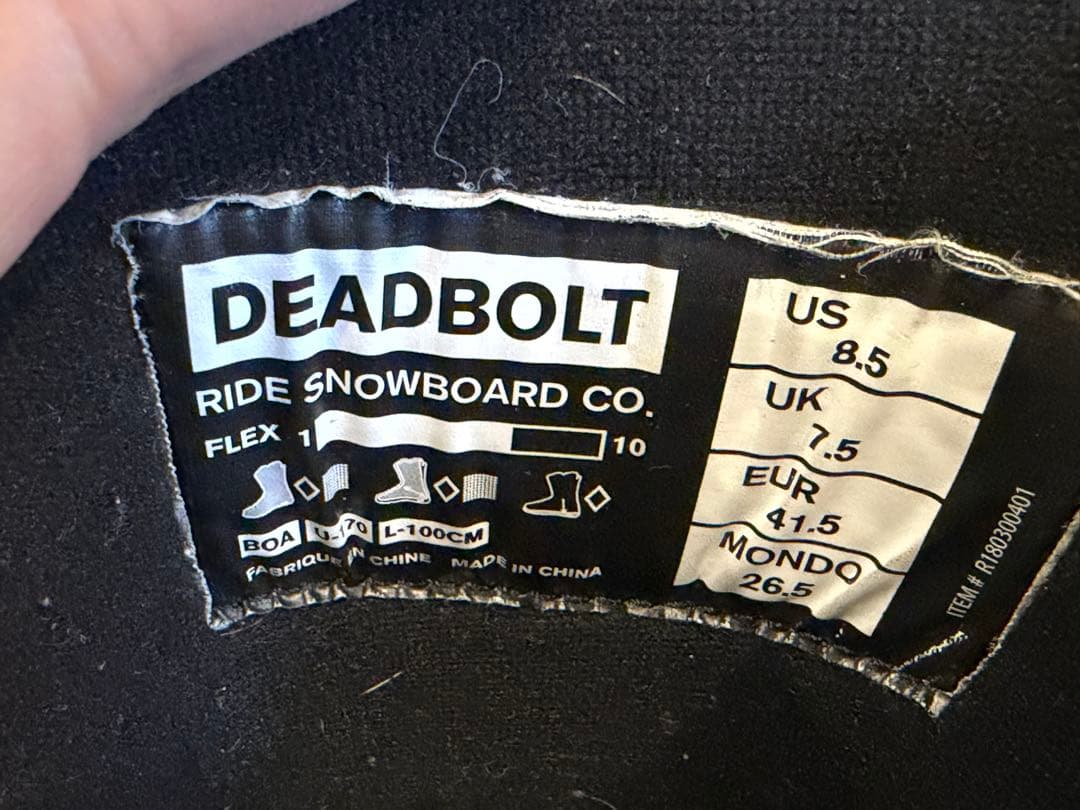 DEADBOLT
RIDE SNOWBOARD CO.
FLEX 1 10
BOA L-100CM
FABRIQUE IN CHINE MADE IN CHINA
US
8.5
UK
7.5
EUR
41.5
MONDO
26.5
ITEM# R180300401